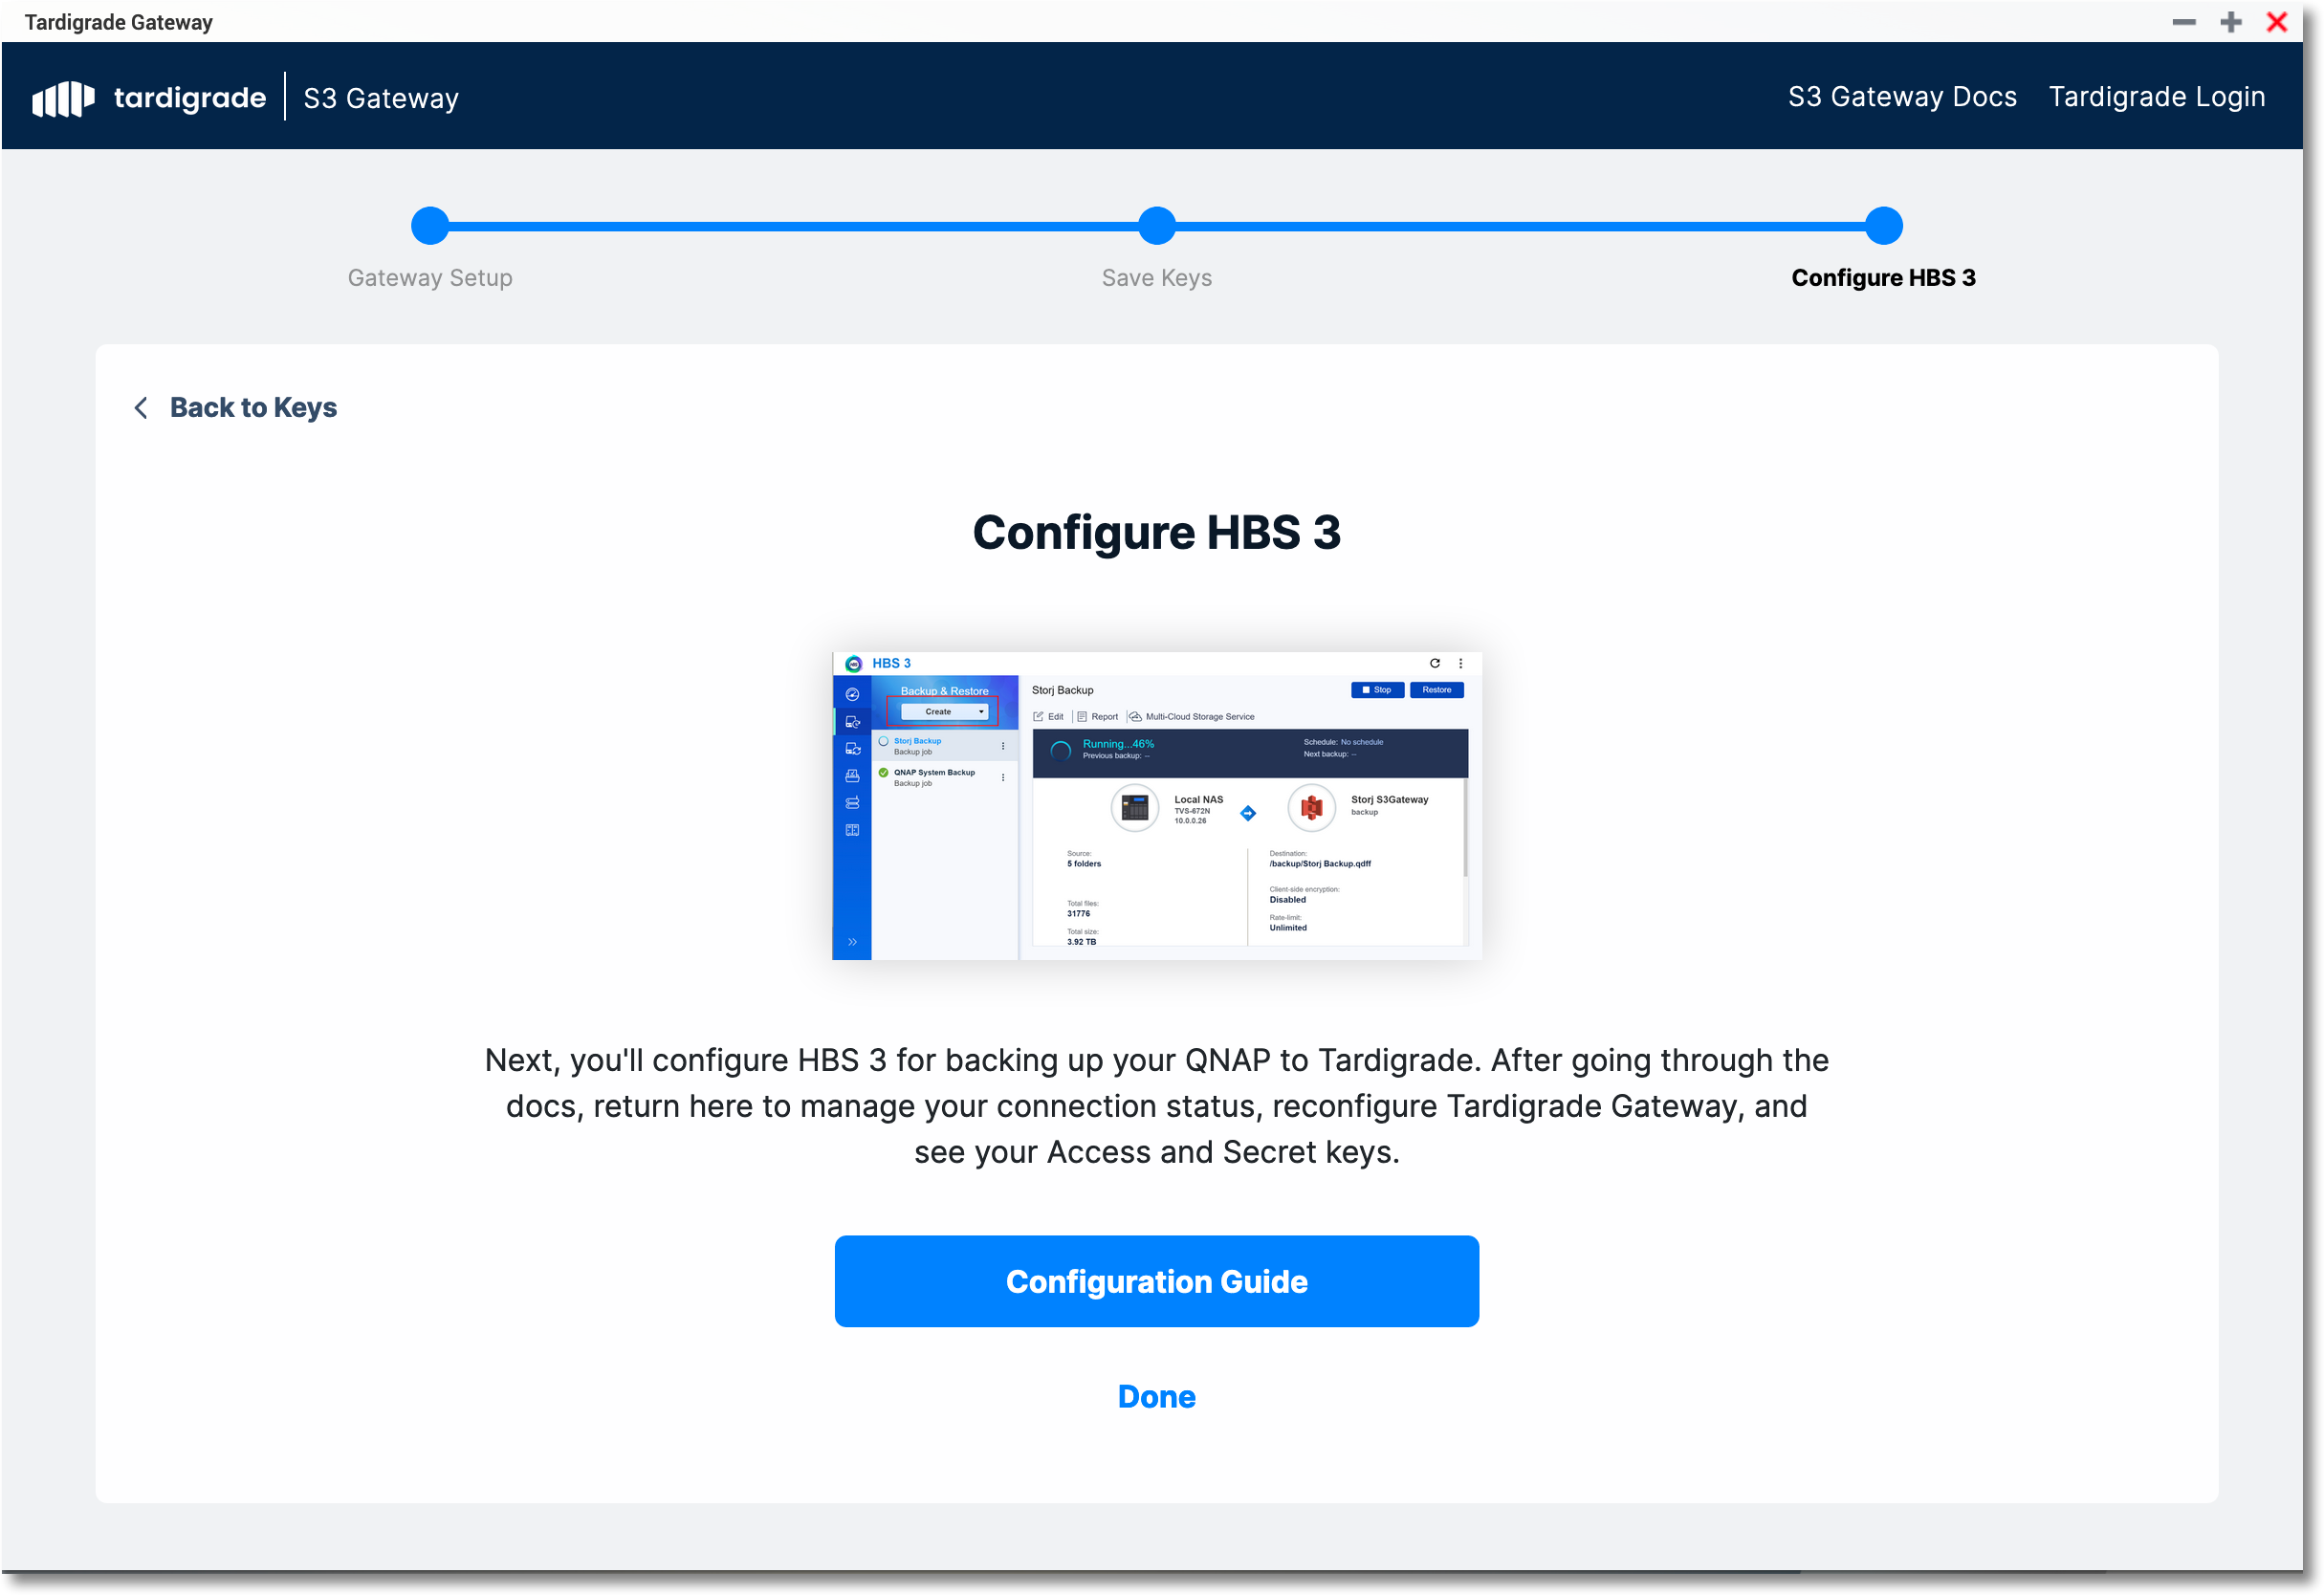 Tardigrade Gateway
tardigrade
S3 Gateway
S3 Gateway Docs
Tardigrade Login
Gateway Setup
Save Keys
Configure HBS 3
Back to Keys
Configure HBS 3
HBS 3
Backup & Restore
Create
Storj Backup
Backup job
QNAP System Backup
Backup job
Storj Backup
Stop
Restore
Edit
Report
Multi-Cloud Storage Service
Running...46%
Previous backup: --
Schedule: No schedule
Next backup: --
Local NAS
TVS-672N
10.0.0.26
Storj S3Gateway
backup
Source:
5 folders
Total files:
31776
Total size:
3.92 TB
Destination:
/backup/Storj Backup.qdff
Client-side encryption:
Disabled
Rate-limit:
Unlimited
Next, you'll configure HBS 3 for backing up your QNAP to Tardigrade. After going through the
docs, return here to manage your connection status, reconfigure Tardigrade Gateway, and
see your Access and Secret keys.
Configuration Guide
Done